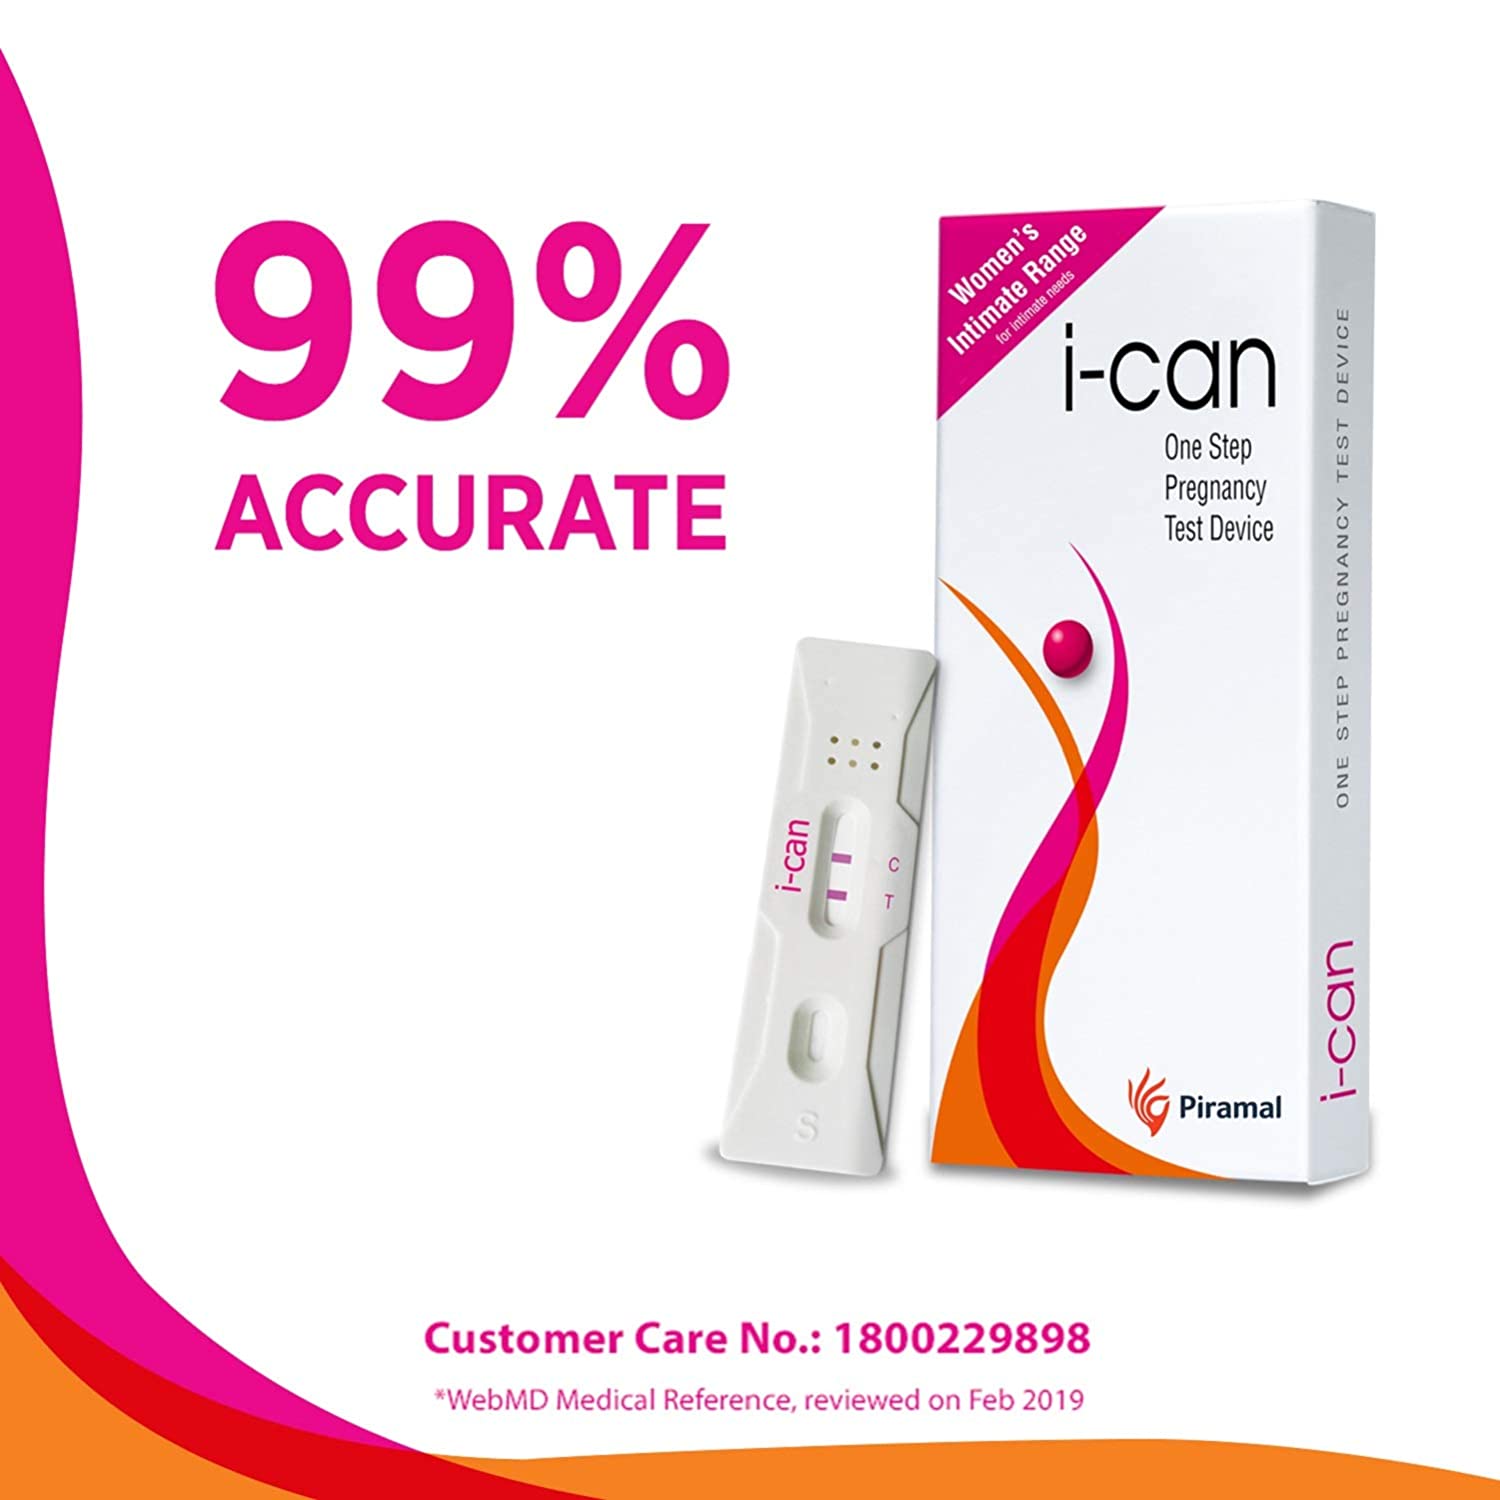 99%
ACCURATE
Women's
Intimate Range
for intimate needs
i-can
One Step
Pregnancy
Test Device
ONE STEP PREGNANCY TEST DEVICE
i-can
Piramal
i-can
C
T
S
Customer Care No.: 1800229898
*WebMD Medical Reference, reviewed on Feb 2019